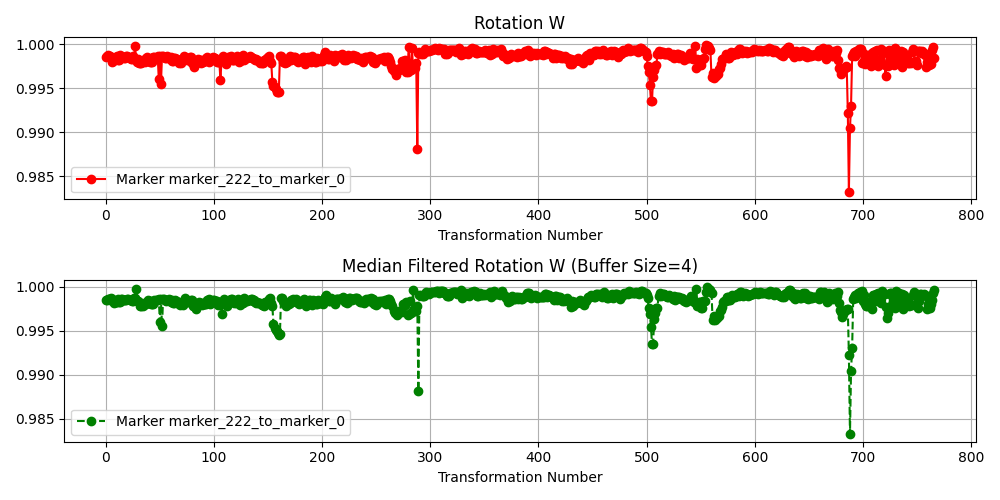 Rotation W
1.000
0.995
0.990
0.985
Marker marker_222_to_marker_0
0 100 200 300 400 500 600 700 800
Transformation Number
Median Filtered Rotation W (Buffer Size=4)
1.000
0.995
0.990
0.985
Marker marker_222_to_marker_0
0 100 200 300 400 500 600 700 800
Transformation Number